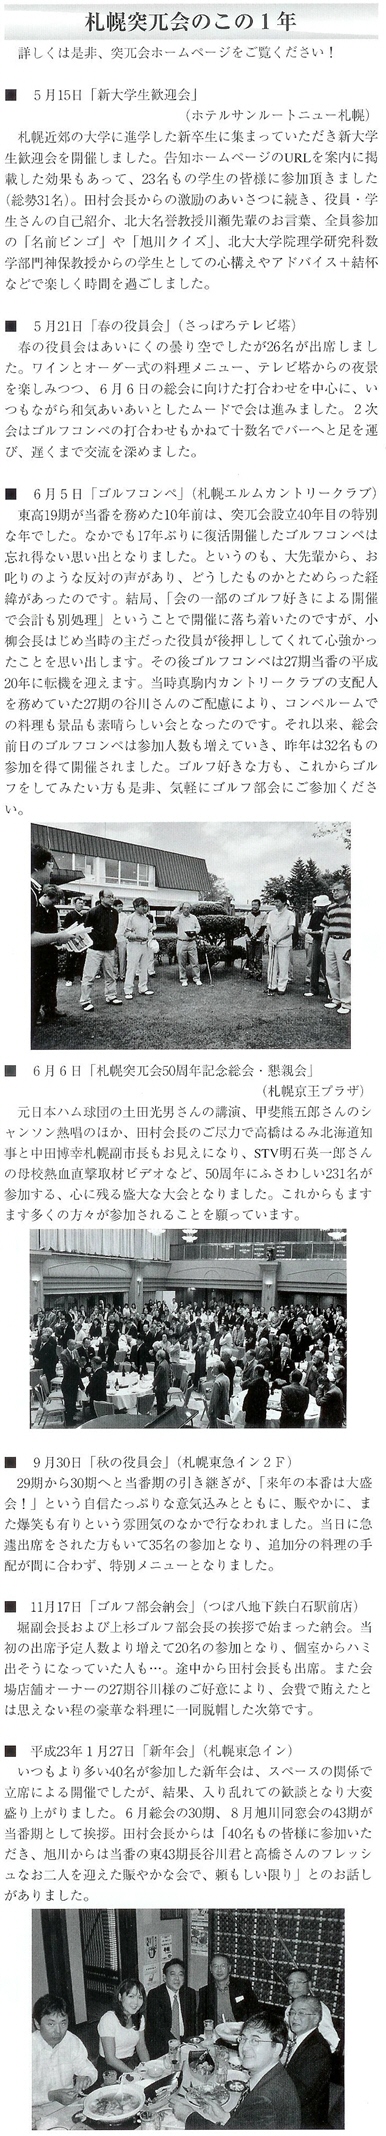 札幌突兀会のこの１年
詳しくは是非、突兀会ホームページをご覧ください！
■　５月15日「新大学生歓迎会」
（ホテルサンルートニュー札幌）
札幌近郊の大学に進学した新卒生に集まっていただき新大学
生歓迎会を開催しました。告知ホームページのURLを案内に掲
載した効果もあって、23名もの学生の皆様に参加頂きました
（総勢31名）。田村会長からの激励のあいさつに続き、役員・学
生さんの自己紹介、北大名誉教授川瀬先輩のお言葉、全員参加
の「名前ビンゴ」や「旭川クイズ」、北大大学院理学研究科数
学部門神保教授からの学生としての心構えやアドバイス＋結杯
などで楽しく時間を過ごしました。
■　５月21日「春の役員会」（さっぽろテレビ塔）
春の役員会はあいにくの曇り空でしたが26名が出席しまし
た。ワインとオーダー式の料理メニュー、テレビ塔からの夜景
を楽しみつつ、６月６日の総会に向けた打合わせを中心に、い
つもながら和気あいあいとしたムードで会は進みました。２次
会はゴルフコンペの打合わせもかねて十数名でバーへと足を運
び、遅くまで交流を深めました。
■　６月５日「ゴルフコンペ」（札幌エルムカントリークラブ）
東高19期が当番を務めた10年前は、突兀会設立40年目の特別
な年でした。なかでも17年ぶりに復活開催したゴルフコンペは
忘れ得ない思い出となりました。というのも、大先輩から、お
叱りのような反対の声があり、どうしたものかとためらった経
緯があったのです。結局、「会の一部のゴルフ好きによる開催
で会計も別処理」ということで開催に落ち着いたのですが、小
柳会長はじめ当時の主だった役員が後押ししてくれて心強かっ
たことを思い出します。その後ゴルフコンペは27期当番の平成
20年に転機を迎えます。当時真駒内カントリークラブの支配人
を務めていた27期の谷川さんのご配慮により、コンペルームで
の料理も景品も素晴らしい会となったのです。それ以来、総会
前日のゴルフコンペは参加人数も増えていき、昨年は32名もの
参加を得て開催されました。ゴルフ好きな方も、これからゴル
フをしてみたい方も是非、気軽にゴルフ部会にご参加くださ
い。
■　６月６日「札幌突兀会50周年記念総会・懇親会」
（札幌京王プラザ）
元日本ハム球団の土田光男さんの講演、甲斐熊五郎さんのシ
ャンソン熱唱のほか、田村会長のご尽力で高橋はるみ北海道知
事と中田博幸札幌副市長もお見えになり、STV明石英一郎さん
の母校熱血直撃取材ビデオなど、50周年にふさわしい231名が
参加する、心に残る盛大な大会となりました。これからもます
ます多くの方々が参加されることを願っています。
■　９月30日「秋の役員会」（札幌東急イン２Ｆ）
29期から30期へと当番期の引き継ぎが、「来年の本番は大盛
会！」という自信たっぷりな意気込みとともに、賑やかに、ま
た爆笑も有りという雰囲気のなかで行なわれました。当日に急
遽出席をされた方もいて35名の参加となり、追加分の料理の手
配が間に合わず、特別メニューとなりました。
■　11月17日「ゴルフ部会納会」（つぼ八地下鉄白石駅前店）
堀副会長および上杉ゴルフ部会長の挨拶で始まった納会。当
初の出席予定人数より増えて20名の参加となり、個室からハミ
出そうになっていた人も…。途中から田村会長も出席。また会
場店舗オーナーの27期谷川様のご好意により、会費で賄えたと
は思えない程の豪華な料理に一同脱帽した次第です。
■　平成23年１月27日「新年会」（札幌東急イン）
いつもより多い40名が参加した新年会は、スペースの関係で
立席による開催でしたが、結果、入り乱れての歓談となり大変
盛り上がりました。６月総会の30期、８月旭川同窓会の43期が
当番期として挨拶。田村会長からは「40名もの皆様に参加いた
だき、旭川からは当番の東43期長谷川君と高橋さんのフレッシ
ュなお二人を迎えた賑やかな会で、頼もしい限り」とのお話し
がありました。